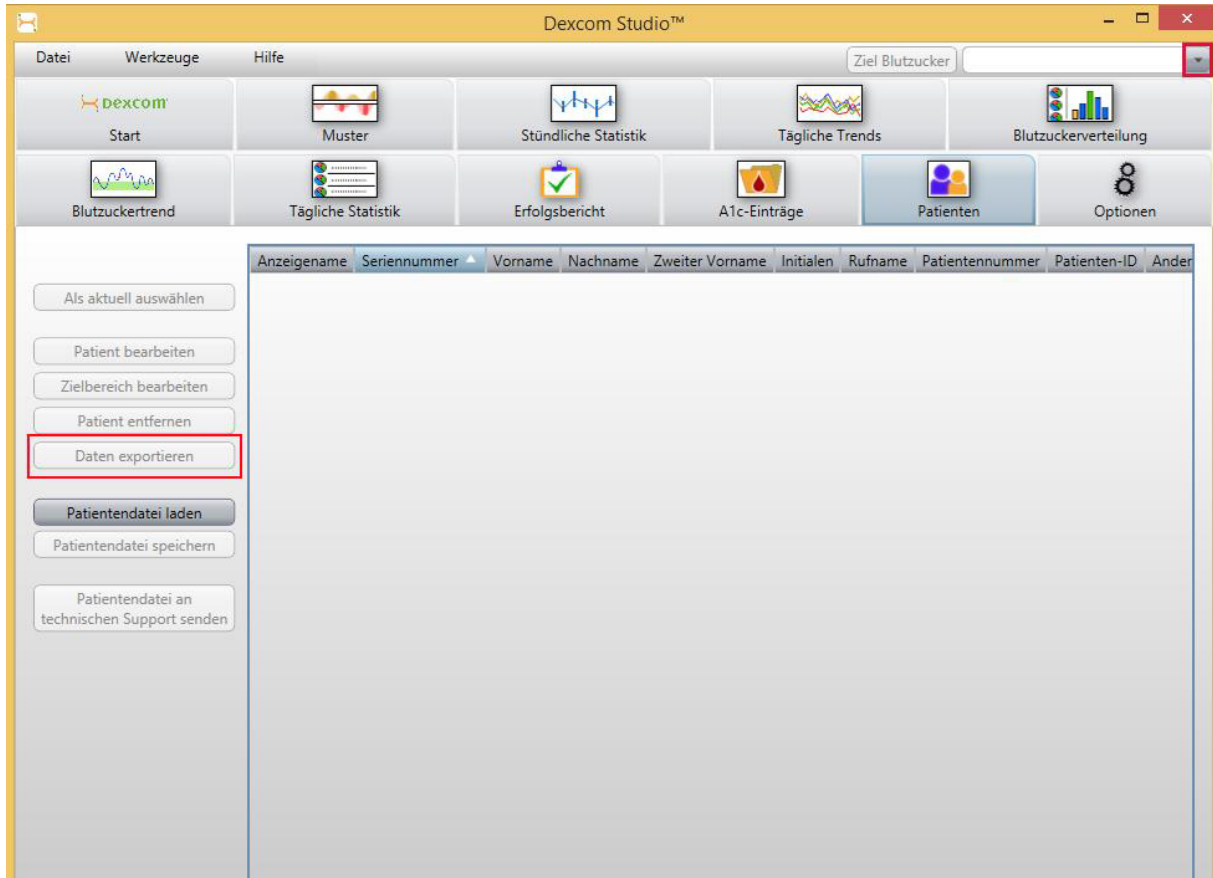 Dexcom Studio™
Datei Werkzeuge Hilfe Ziel Blutzucker
Dexcom
Start Muster Stündliche Statistik Tägliche Trends Blutzuckerverteilung
Blutzuckertrend Tägliche Statistik Erfolgsbericht A1c-Einträge Patienten Optionen
Anzeigename Seriennummer Vorname Nachname Zweiter Vorname Initialen Rufname Patientennummer Patienten-ID Ander
Als aktuell auswählen
Patient bearbeiten
Zielbereich bearbeiten
Patient entfernen
Daten exportieren
Patientendatei laden
Patientendatei speichern
Patientendatei an
technischen Support senden